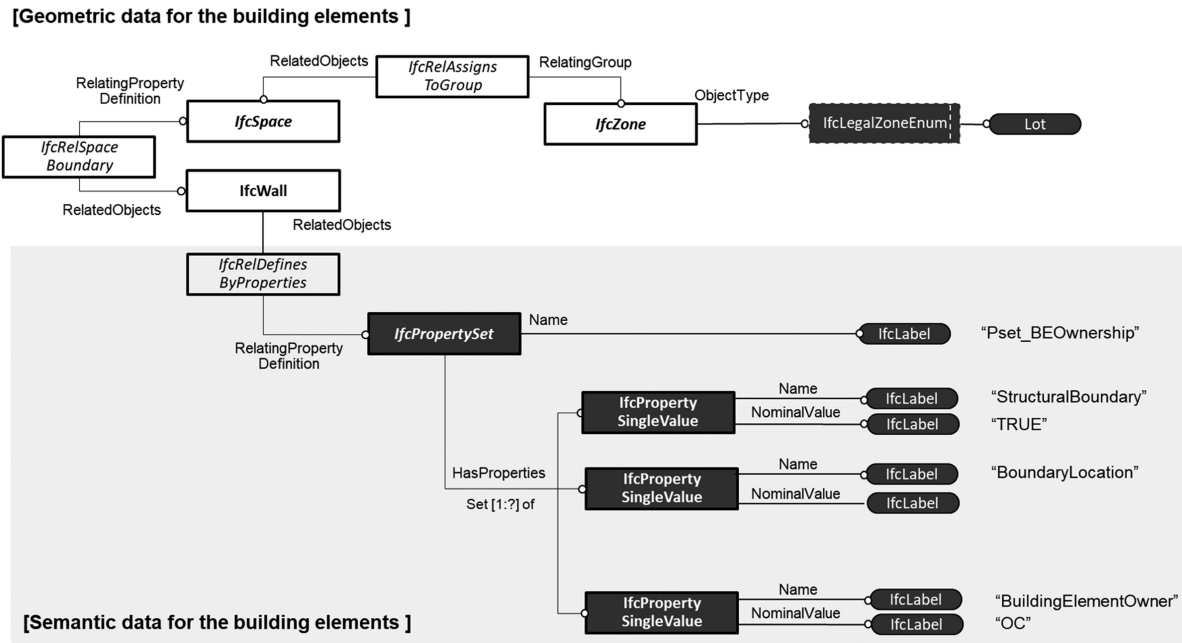 [Geometric data for the building elements ]
RelatedObjects
IfcRelAssigns
ToGroup
RelatingGroup
RelatingProperty
Definition
IfcSpace
ObjectType
IfcZone
IfcLegalZoneEnum
Lot
IfcRelSpace
Boundary
IfcWall
RelatedObjects
RelatedObjects
IfcRelDefines
ByProperties
RelatingProperty
Definition
IfcPropertySet
Name
IfcLabel
“Pset_BEOwnership”
HasProperties
Set [1:?] of
IfcProperty
SingleValue
Name
IfcLabel
“StructuralBoundary”
NominalValue
IfcLabel
“TRUE”
IfcProperty
SingleValue
Name
IfcLabel
“BoundaryLocation”
NominalValue
IfcLabel
IfcProperty
SingleValue
Name
IfcLabel
“BuildingElementOwner”
NominalValue
IfcLabel
“OC”
[Semantic data for the building elements ]